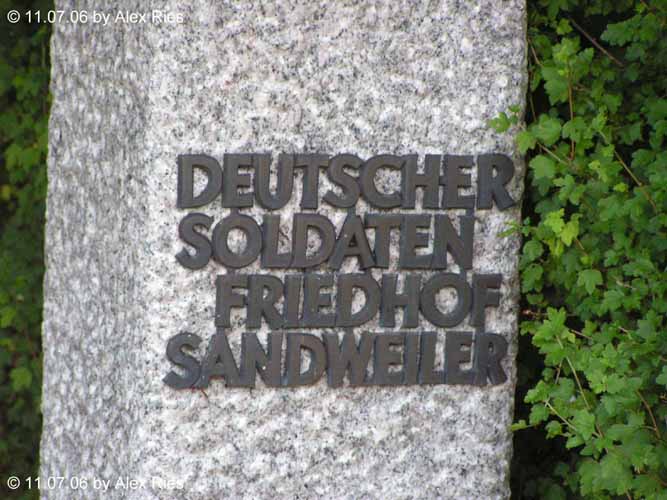 © 11.07.06 by Alex Ries
DEUTSCHER
SOLDATEN
FRIEDHOF
SANDWEILER
© 11.07.06 by Alex Ries